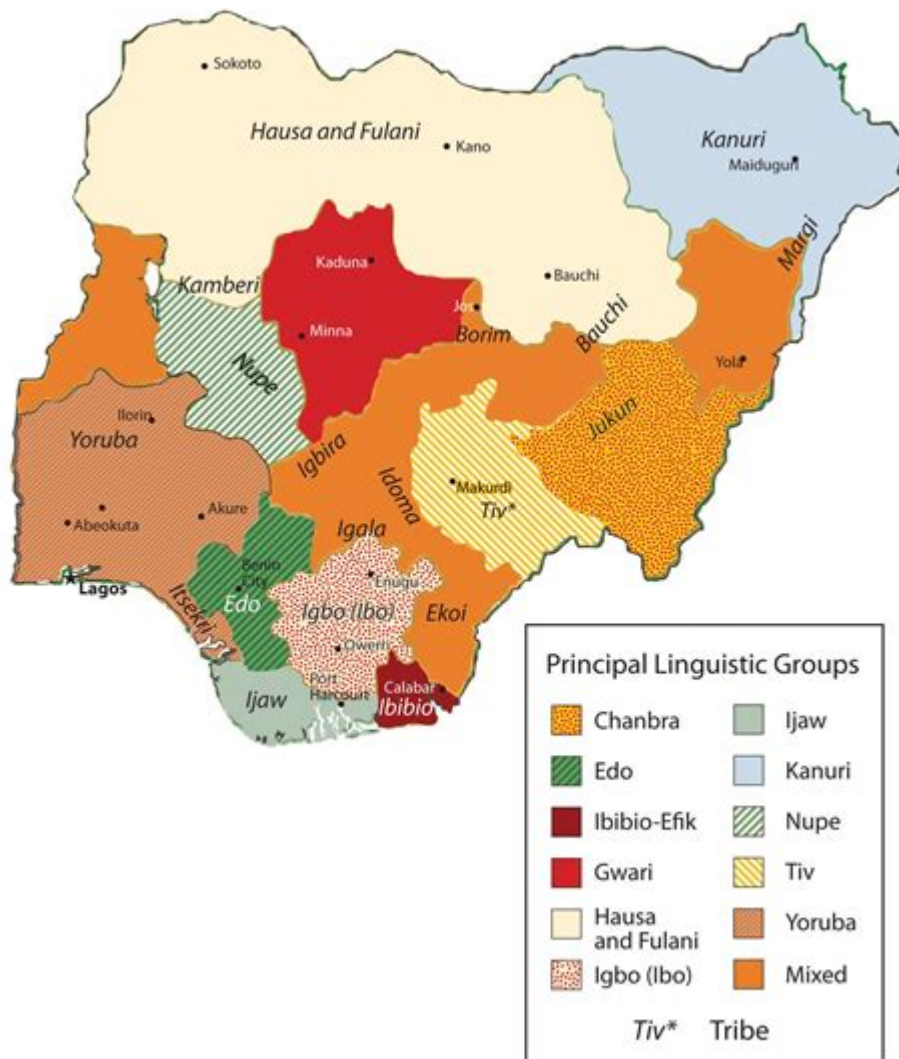 Sokoto
Hausa and Fulani
Kano
Kanuri
Maiduguri
Margi
Kaduna
Kamberi
Bauchi
Jos
Borim
Bauchi
Minna
Nupe
Yola
Ilorin
Yoruba
Jukun
Igbira
Idoma
Makurdi
Tiv*
Abeokuta
Akure
Igala
Benin
City
Enugu
Lagos
Itsekri
Edo
Igbo (Ibo)
Ekoi
Owerri
Port
Harcourt
Calabar
Ijaw
Ibibio
Principal Linguistic Groups
Chanbra
Ijaw
Edo
Kanuri
Ibibio-Efik
Nupe
Gwari
Tiv
Hausa
and Fulani
Yoruba
Igbo (Ibo)
Mixed
Tiv* Tribe